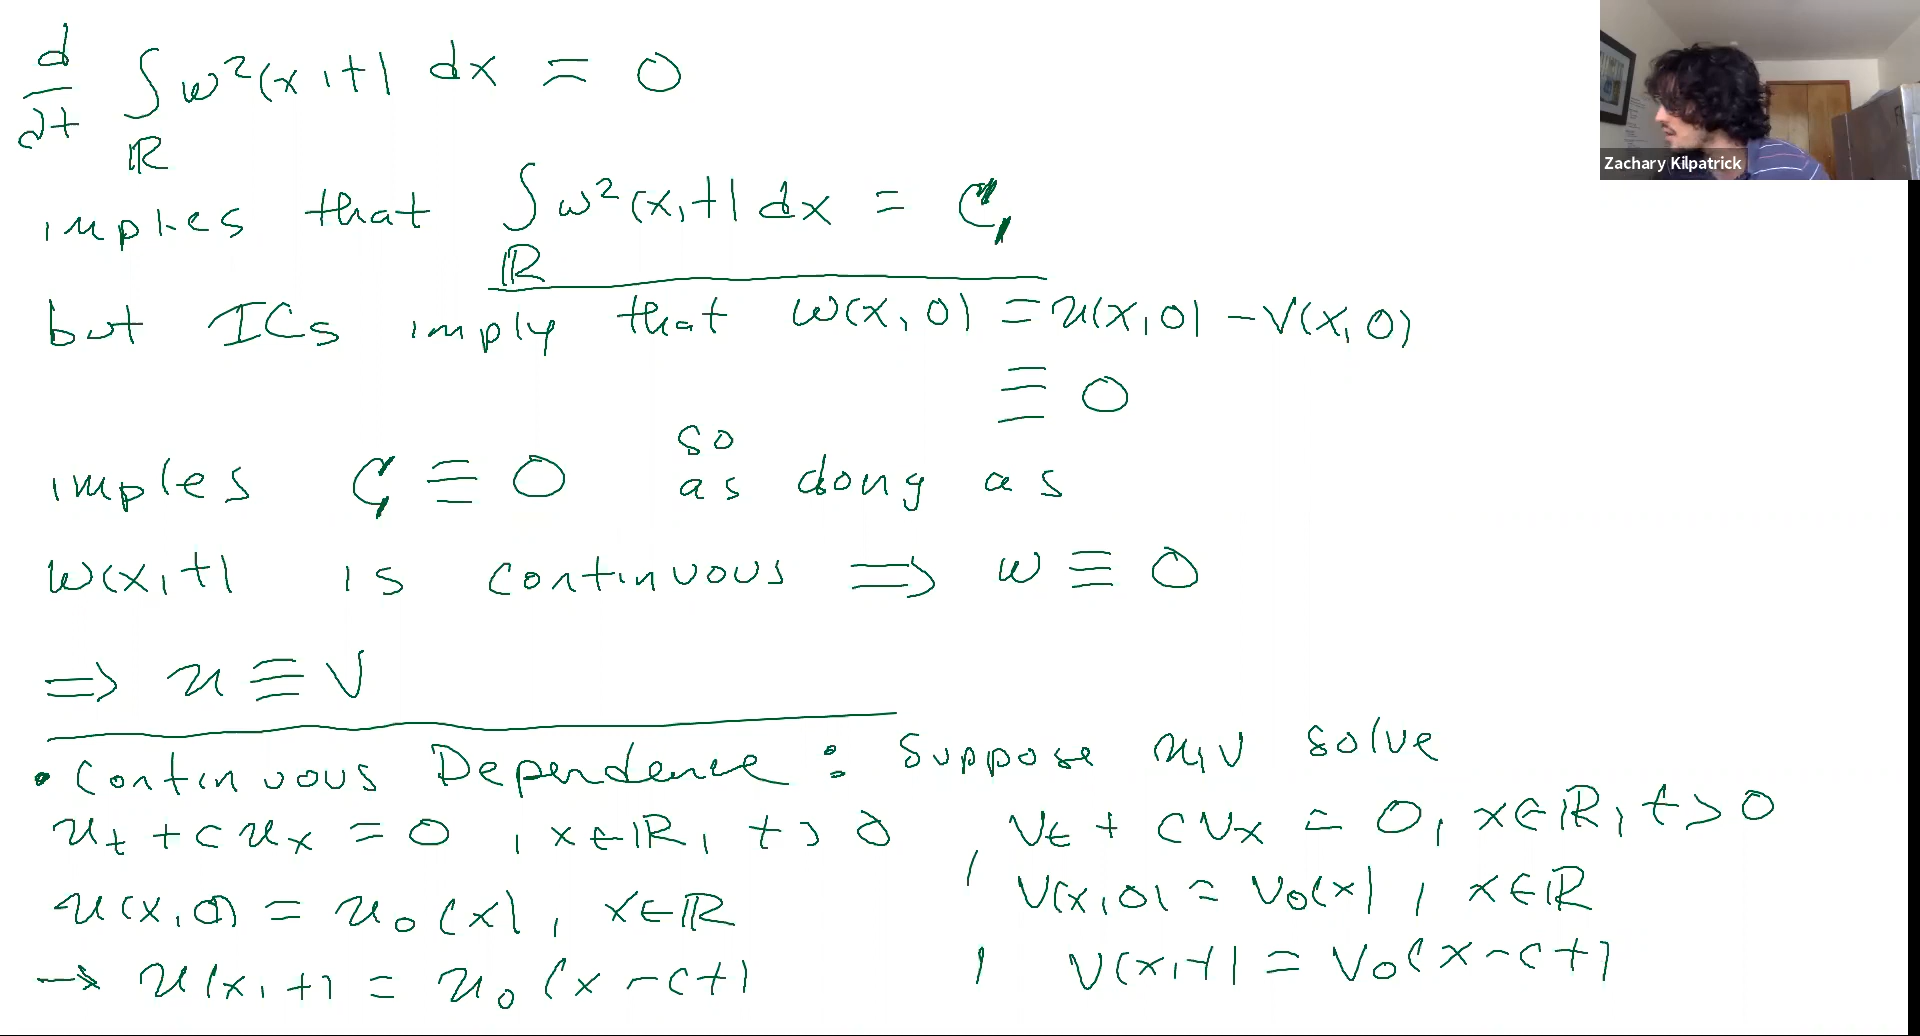 d/dt ∫_ℝ w²(x,t) dx = 0
Zachary Kilpatrick
implies that ∫_ℝ w²(x,t) dx = C₁
but ICs imply that w(x,0) = u(x,0) - v(x,0)
≡ 0
so
imples C₁ ≡ 0 as dong as
w(x,t) is continuous ⟹ w ≡ 0
⟹ u ≡ v
• Continuous Dependence : Suppose u,v solve
u_t + c u_x = 0 , x∈ℝ, t>0 , v_t + c v_x = 0, x∈ℝ, t>0
u(x,0) = u₀(x), x∈ℝ v(x,0) = v₀(x), x∈ℝ
→ u(x,t) = u₀(x-ct) , v(x,t) = v₀(x-ct)